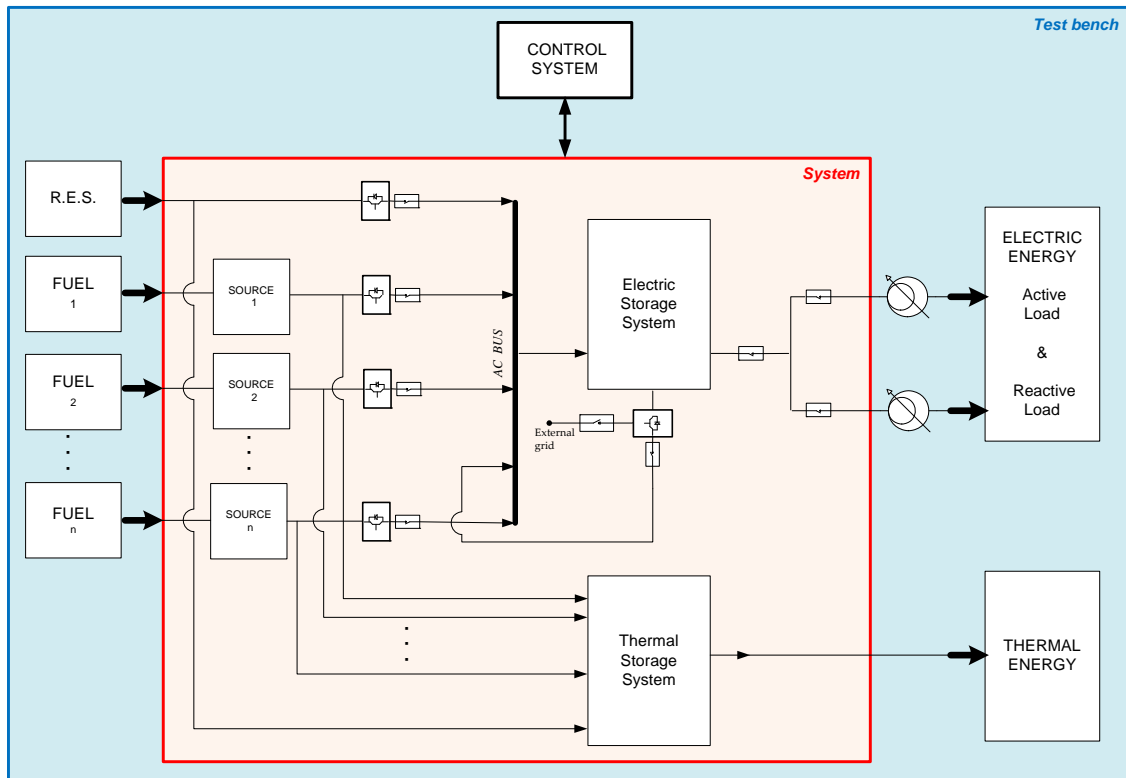 Test bench
CONTROL
SYSTEM
System
R.E.S.
FUEL
1
SOURCE
1
FUEL
2
SOURCE
2
FUEL
n
SOURCE
n
AC BUS
Electric
Storage
System
External
grid
Thermal
Storage
System
ELECTRIC
ENERGY
Active
Load
&
Reactive
Load
THERMAL
ENERGY